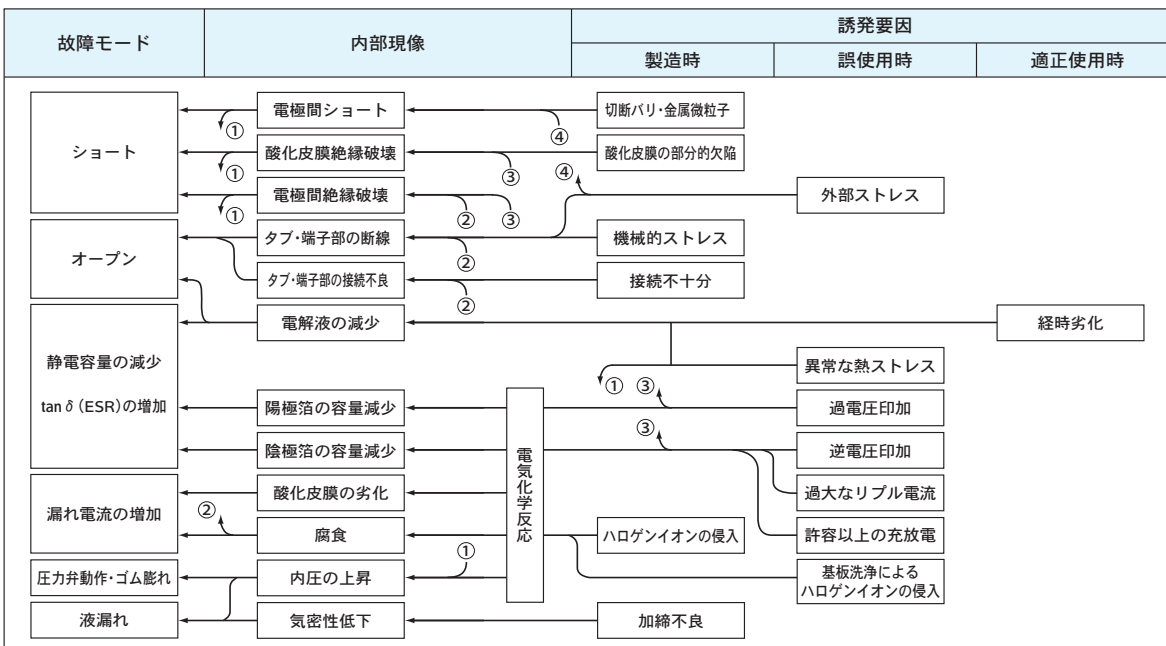 故障モード
内部現像
誘発要因
製造時
誤使用時
適正使用時
ショート
電極間ショート
①
④
切断バリ・金属微粒子
酸化皮膜絶縁破壊
①
③
酸化皮膜の部分的欠陥
④
電極間絶縁破壊
①
②
③
外部ストレス
オープン
タブ・端子部の断線
②
機械的ストレス
タブ・端子部の接続不良
②
接続不十分
静電容量の減少
tan δ (ESR)の増加
電解液の減少
経時劣化
①
③
異常な熱ストレス
陽極箔の容量減少
過電圧印加
③
陰極箔の容量減少
逆電圧印加
電気化学反応
漏れ電流の増加
酸化皮膜の劣化
過大なリプル電流
②
腐食
ハロゲンイオンの侵入
許容以上の充放電
①
圧力弁動作・ゴム膨れ
内圧の上昇
基板洗浄による
ハロゲンイオンの侵入
液漏れ
気密性低下
加締不良